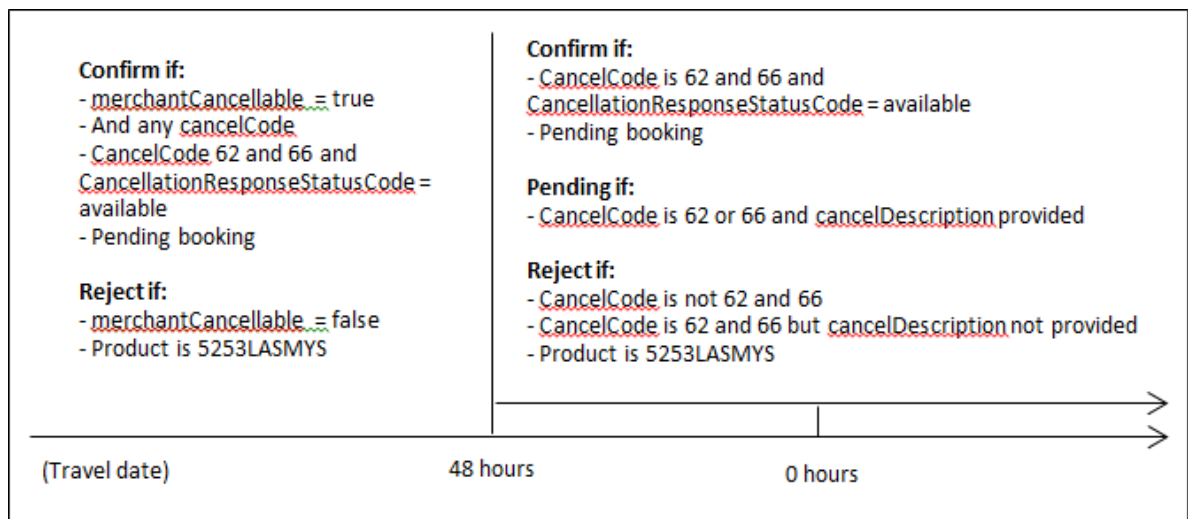 Confirm if:
- merchantCancellable = true
- And any cancelCode
- CancelCode 62 and 66 and
CancellationResponseStatusCode =
available
- Pending booking
Reject if:
- merchantCancellable = false
- Product is 5253LASMYS
Confirm if:
- CancelCode is 62 and 66 and
CancellationResponseStatusCode = available
- Pending booking
Pending if:
- CancelCode is 62 or 66 and cancelDescription provided
Reject if:
- CancelCode is not 62 and 66
- CancelCode is 62 and 66 but cancelDescription not provided
- Product is 5253LASMYS
(Travel date)
48 hours
0 hours